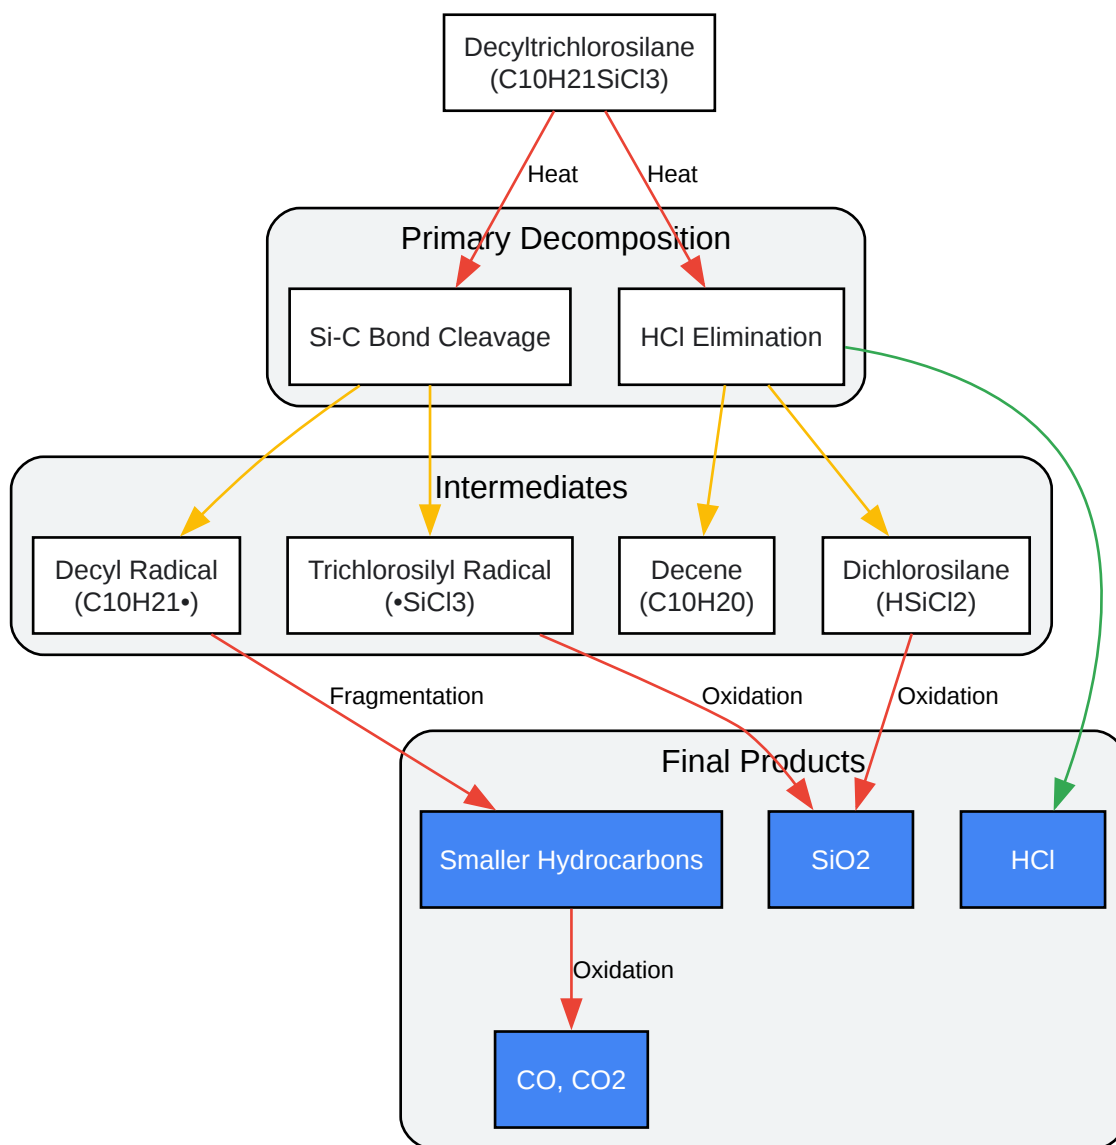 Decyltrichlorosilane
(C10H21SiCl3)
Heat
Heat
Primary Decomposition
Si-C Bond Cleavage
HCl Elimination
Intermediates
Decyl Radical
(C10H21•)
Trichlorosilyl Radical
(•SiCl3)
Decene
(C10H20)
Dichlorosilane
(HSiCl2)
Fragmentation
Oxidation
Oxidation
Final Products
Smaller Hydrocarbons
SiO2
HCl
Oxidation
CO, CO2